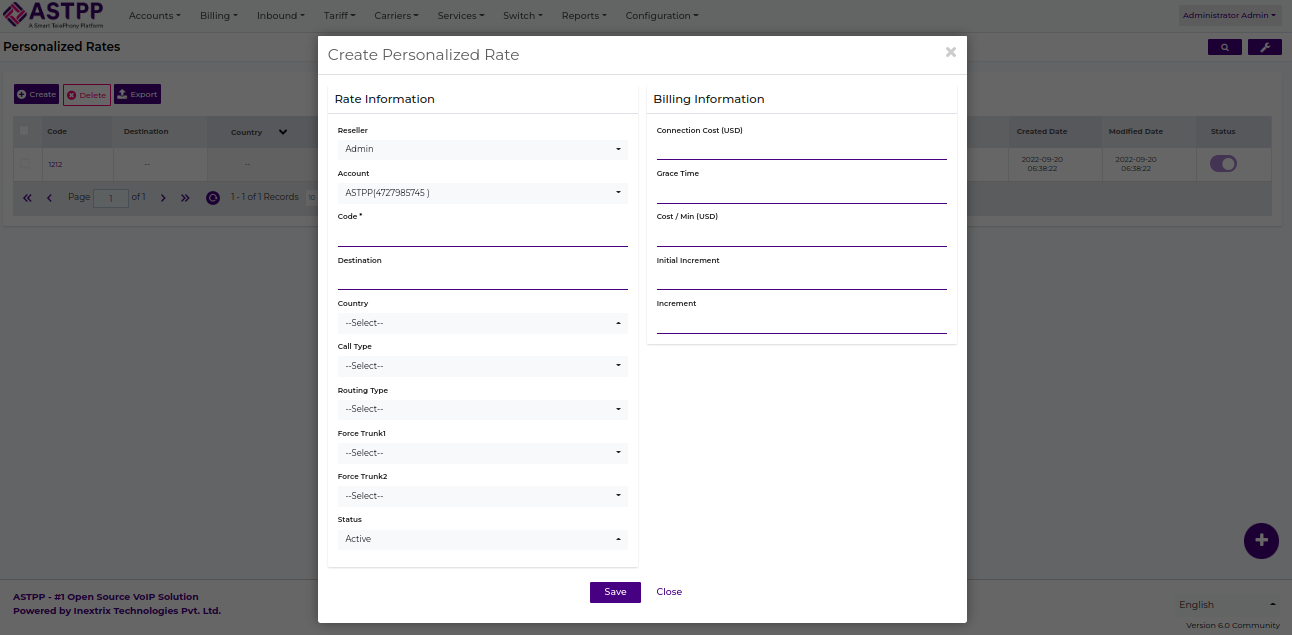 ASTPP
A Smart TelePhony Platform
Accounts Billing Inbound Tariff Carriers Services Switch Reports Configuration
Administrator Admin
Personalized Rates
Create Delete Export
Code Destination Country Created Date Modified Date Status
1212 -- -- 2022-09-20 06:38:22 2022-09-20 06:38:22
Page 1 of 1 1 - 1 of 1 Records 10
Create Personalized Rate
×
Rate Information
Reseller
Admin
Account
ASTPP(4727985745 )
Code *
Destination
Country
--Select--
Call Type
--Select--
Routing Type
--Select--
Force Trunk1
--Select--
Force Trunk2
--Select--
Status
Active
Billing Information
Connection Cost (USD)
Grace Time
Cost / Min (USD)
Initial Increment
Increment
Save Close
ASTPP - #1 Open Source VoIP Solution
Powered by Inextrix Technologies Pvt. Ltd.
English
Version 6.0 Community